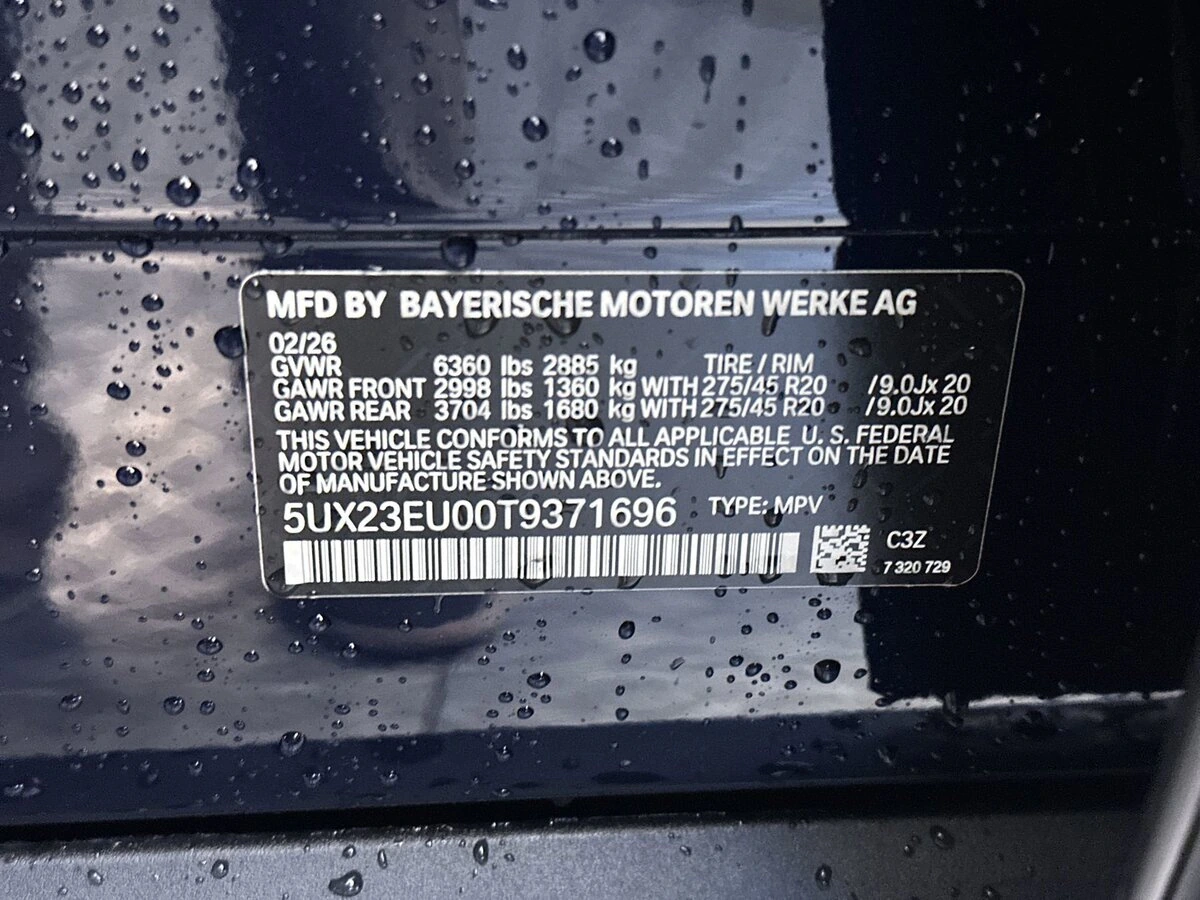 MFD BY BAYERISCHE MOTOREN WERKE AG
02/26
GVWR 6360 lbs 2885 kg TIRE / RIM
GAWR FRONT 2998 lbs 1360 kg WITH 275/45 R20 /9.0Jx 20
GAWR REAR 3704 lbs 1680 kg WITH 275/45 R20 /9.0Jx 20
THIS VEHICLE CONFORMS TO ALL APPLICABLE U. S. FEDERAL
MOTOR VEHICLE SAFETY STANDARDS IN EFFECT ON THE DATE
OF MANUFACTURE SHOWN ABOVE.
5UX23EU00T9371696 TYPE: MPV
C3Z
7 320 729